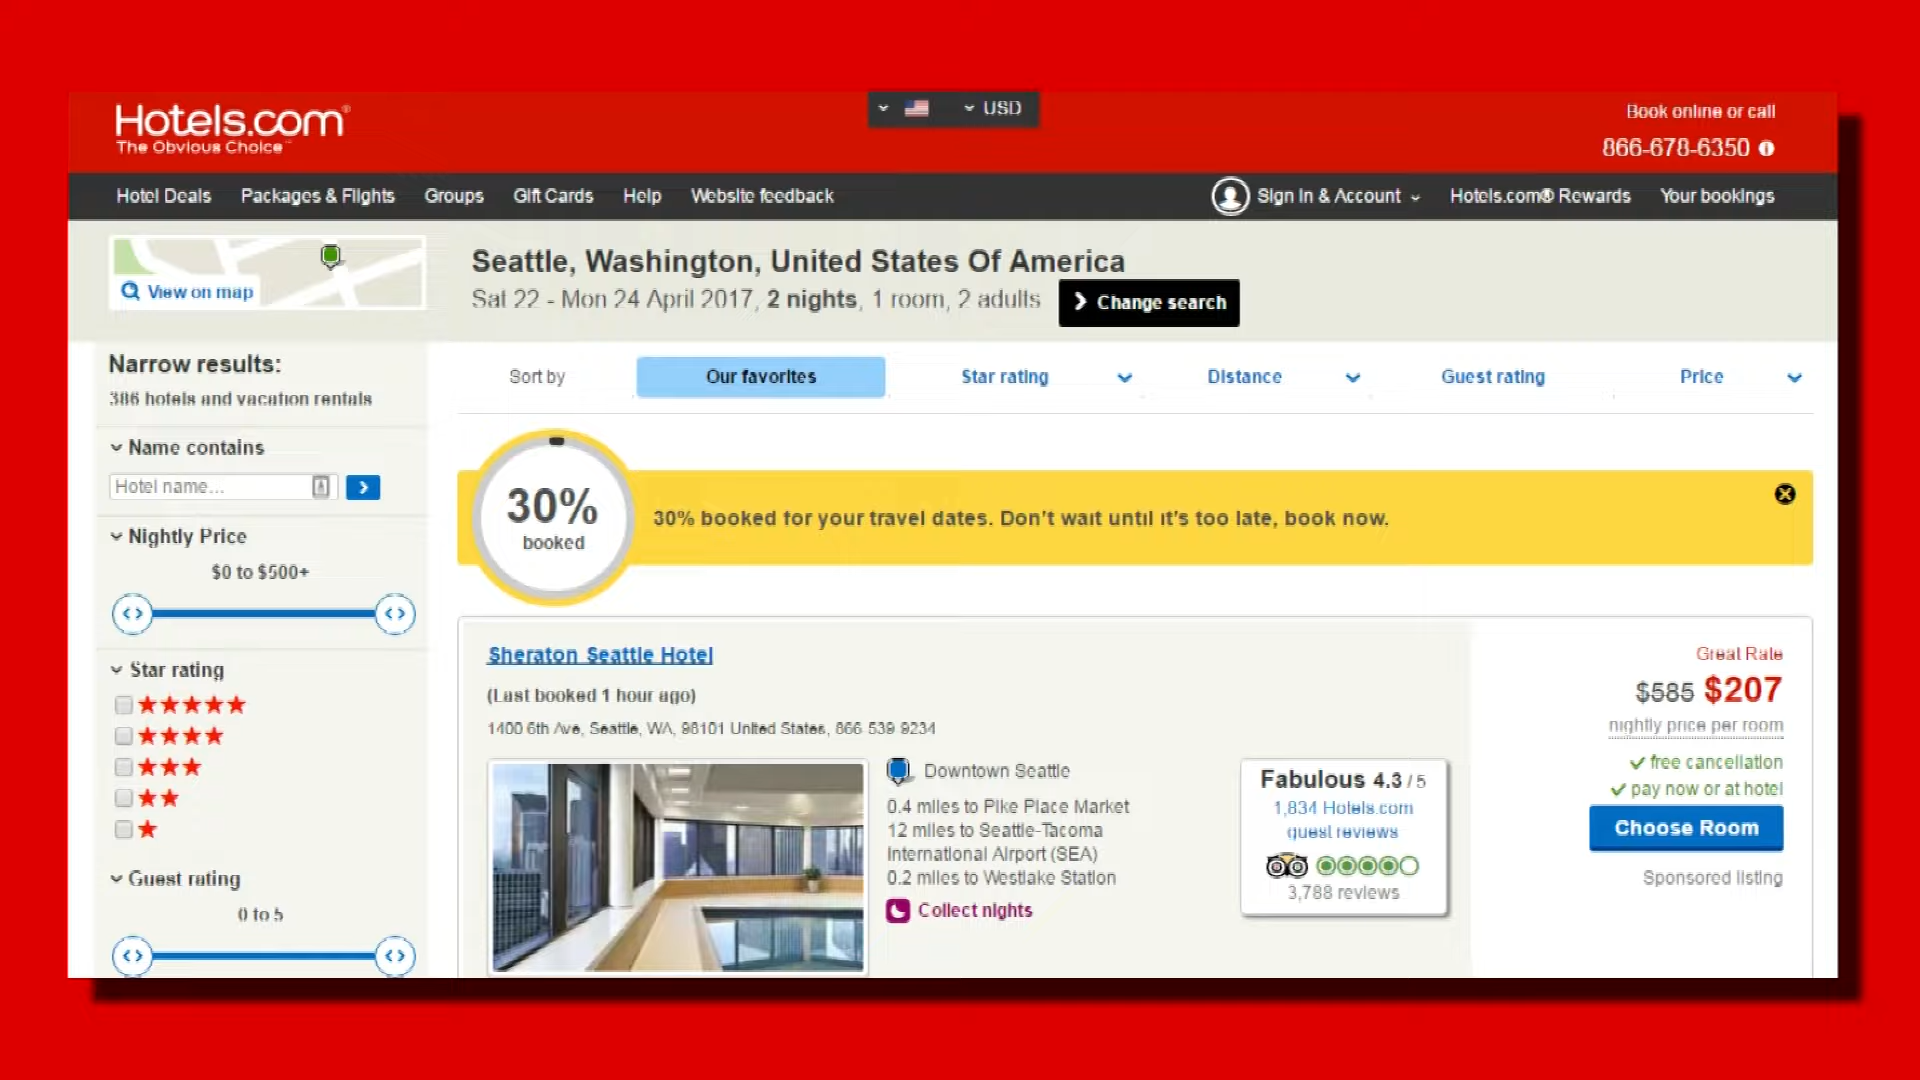 Hotels.com®
The Obvious Choice™
USD
Book online or call
866-678-6350
Hotel Deals Packages & Flights Groups Gift Cards Help Website feedback Sign In & Account Hotels.com® Rewards Your bookings
View on map
Seattle, Washington, United States Of America
Sat 22 - Mon 24 April 2017, 2 nights, 1 room, 2 adults
Change search
Narrow results:
386 hotels and vacation rentals
Name contains
Hotel name...
Nightly Price
$0 to $500+
Star rating
Guest rating
0 to 5
Sort by Our favorites Star rating Distance Guest rating Price
30%
booked
30% booked for your travel dates. Don't wait until it's too late, book now.
Sheraton Seattle Hotel
(Last booked 1 hour ago)
1400 6th Ave, Seattle, WA, 98101 United States, 866-539-9234
Downtown Seattle
0.4 miles to Pike Place Market
12 miles to Seattle-Tacoma
International Airport (SEA)
0.2 miles to Westlake Station
Collect nights
Fabulous 4.3 / 5
1,834 Hotels.com
guest reviews
3,788 reviews
Great Rate
$585 $207
nightly price per room
free cancellation
pay now or at hotel
Choose Room
Sponsored listing